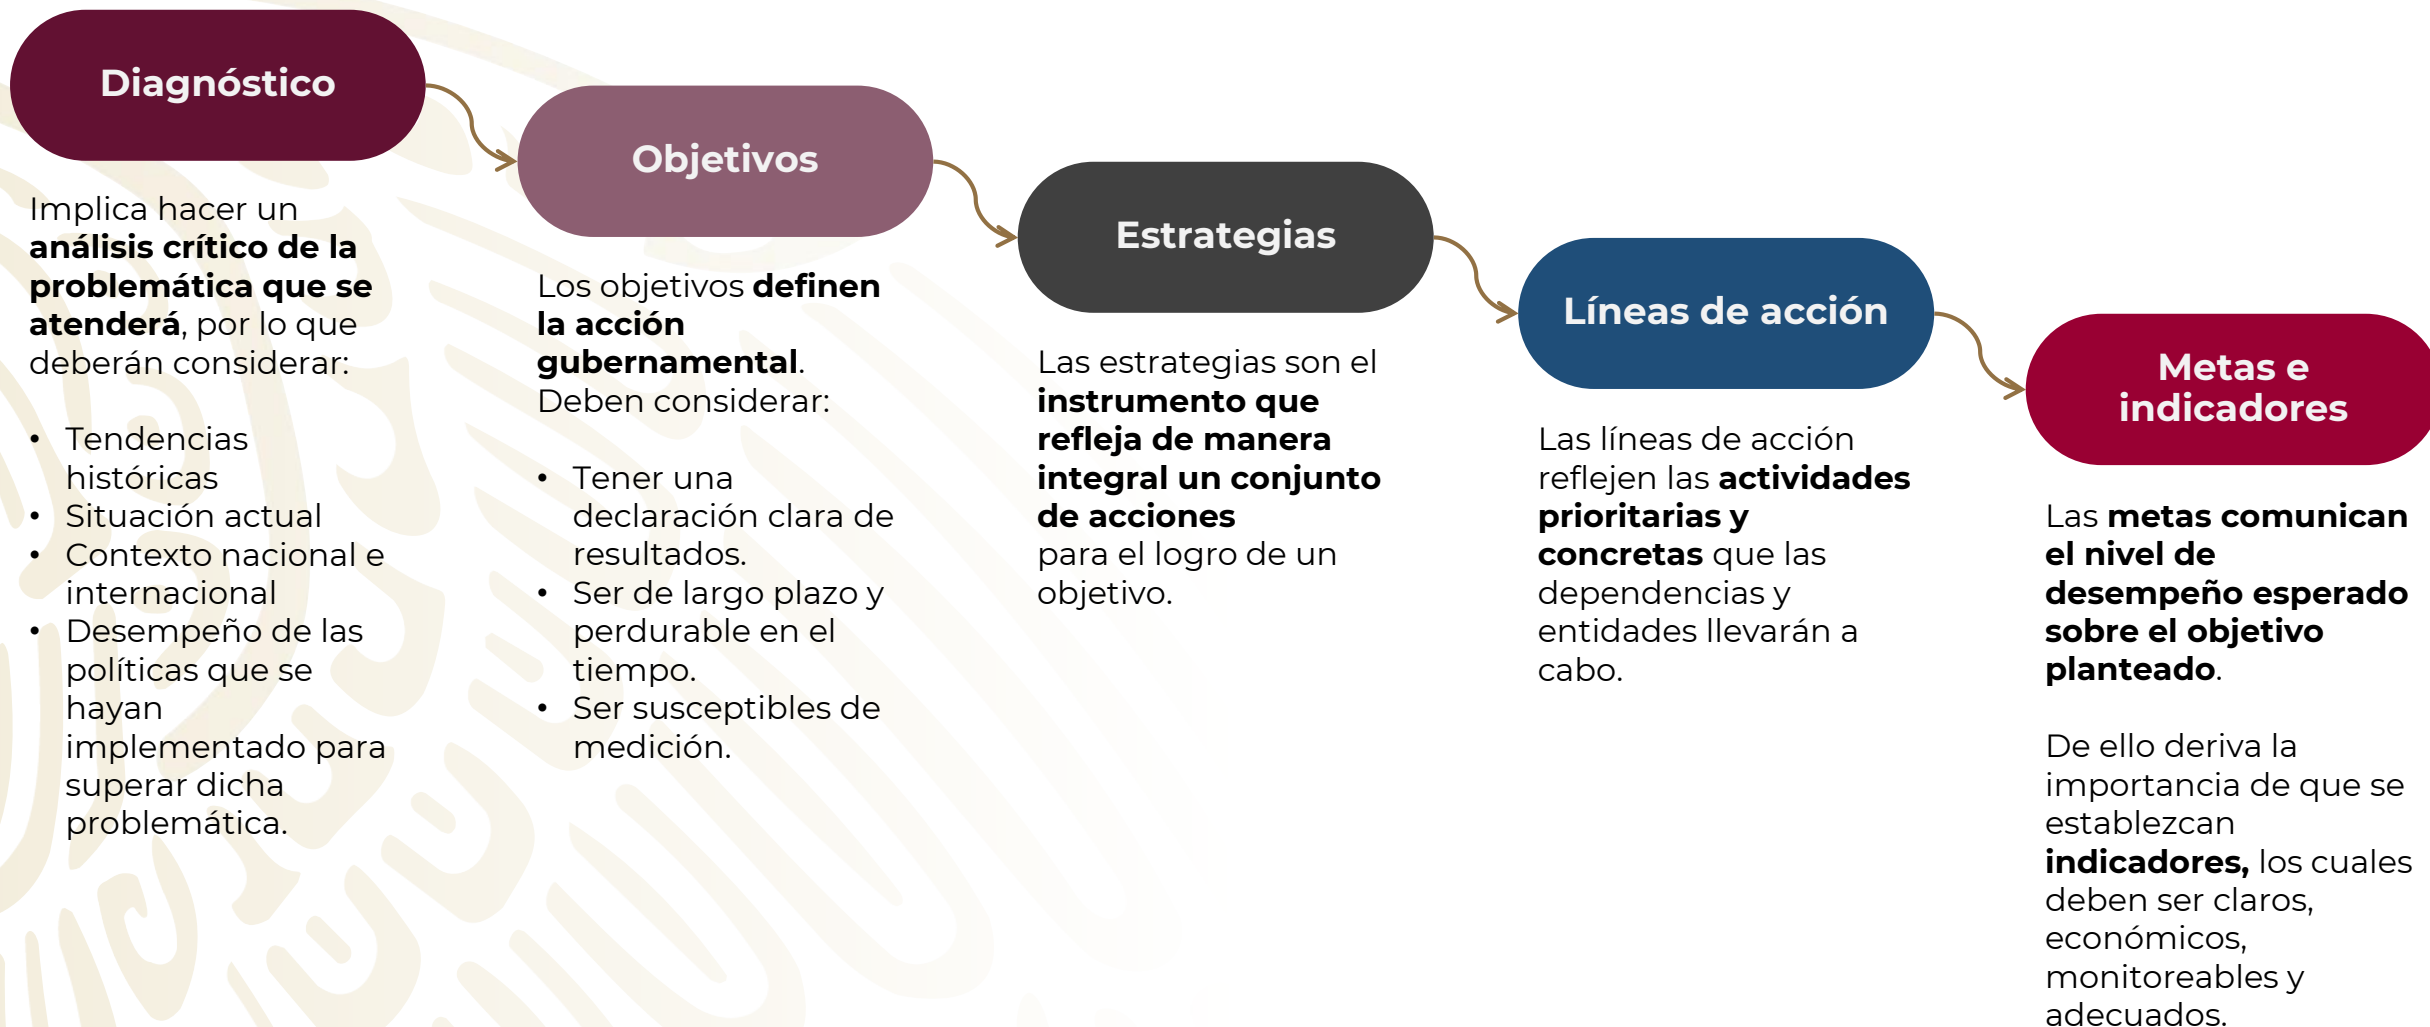 Diagnóstico
Implica hacer un
análisis crítico de la
problemática que se
atenderá, por lo que
deberán considerar:
• Tendencias
históricas
• Situación actual
• Contexto nacional e
internacional
• Desempeño de las
políticas que se
hayan
implementado para
superar dicha
problemática.
Objetivos
Los objetivos definen
la acción
gubernamental.
Deben considerar:
• Tener una
declaración clara de
resultados.
• Ser de largo plazo y
perdurable en el
tiempo.
• Ser susceptibles de
medición.
Estrategias
Las estrategias son el
instrumento que
refleja de manera
integral un conjunto
de acciones
para el logro de un
objetivo.
Líneas de acción
Las líneas de acción
reflejen las actividades
prioritarias y
concretas que las
dependencias y
entidades llevarán a
cabo.
Metas e
indicadores
Las metas comunican
el nivel de
desempeño esperado
sobre el objetivo
planteado.
De ello deriva la
importancia de que se
establezcan
indicadores, los cuales
deben ser claros,
económicos,
monitoreables y
adecuados.